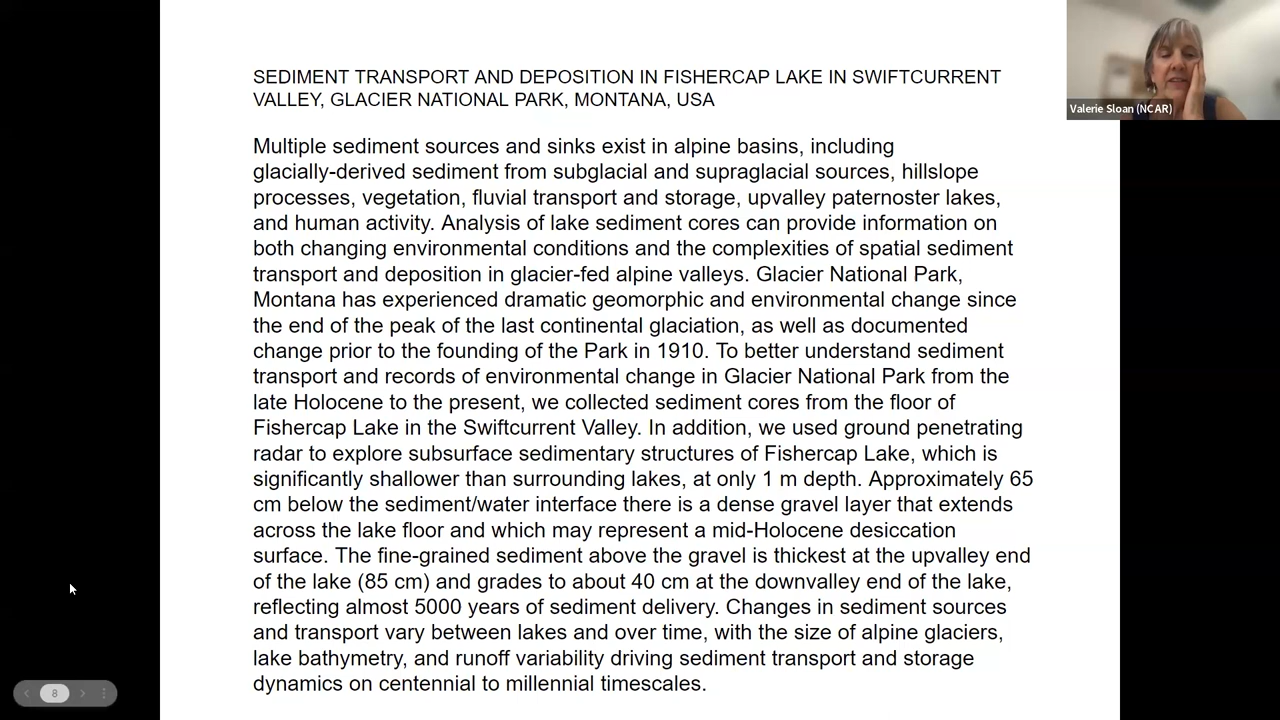 SEDIMENT TRANSPORT AND DEPOSITION IN FISHERCAP LAKE IN SWIFTCURRENT
VALLEY, GLACIER NATIONAL PARK, MONTANA, USA
Multiple sediment sources and sinks exist in alpine basins, including
glacially-derived sediment from subglacial and supraglacial sources, hillslope
processes, vegetation, fluvial transport and storage, upvalley paternoster lakes,
and human activity. Analysis of lake sediment cores can provide information on
both changing environmental conditions and the complexities of spatial sediment
transport and deposition in glacier-fed alpine valleys. Glacier National Park,
Montana has experienced dramatic geomorphic and environmental change since
the end of the peak of the last continental glaciation, as well as documented
change prior to the founding of the Park in 1910. To better understand sediment
transport and records of environmental change in Glacier National Park from the
late Holocene to the present, we collected sediment cores from the floor of
Fishercap Lake in the Swiftcurrent Valley. In addition, we used ground penetrating
radar to explore subsurface sedimentary structures of Fishercap Lake, which is
significantly shallower than surrounding lakes, at only 1 m depth. Approximately 65
cm below the sediment/water interface there is a dense gravel layer that extends
across the lake floor and which may represent a mid-Holocene desiccation
surface. The fine-grained sediment above the gravel is thickest at the upvalley end
of the lake (85 cm) and grades to about 40 cm at the downvalley end of the lake,
reflecting almost 5000 years of sediment delivery. Changes in sediment sources
and transport vary between lakes and over time, with the size of alpine glaciers,
lake bathymetry, and runoff variability driving sediment transport and storage
dynamics on centennial to millennial timescales.
Valerie Sloan (NCAR)
8